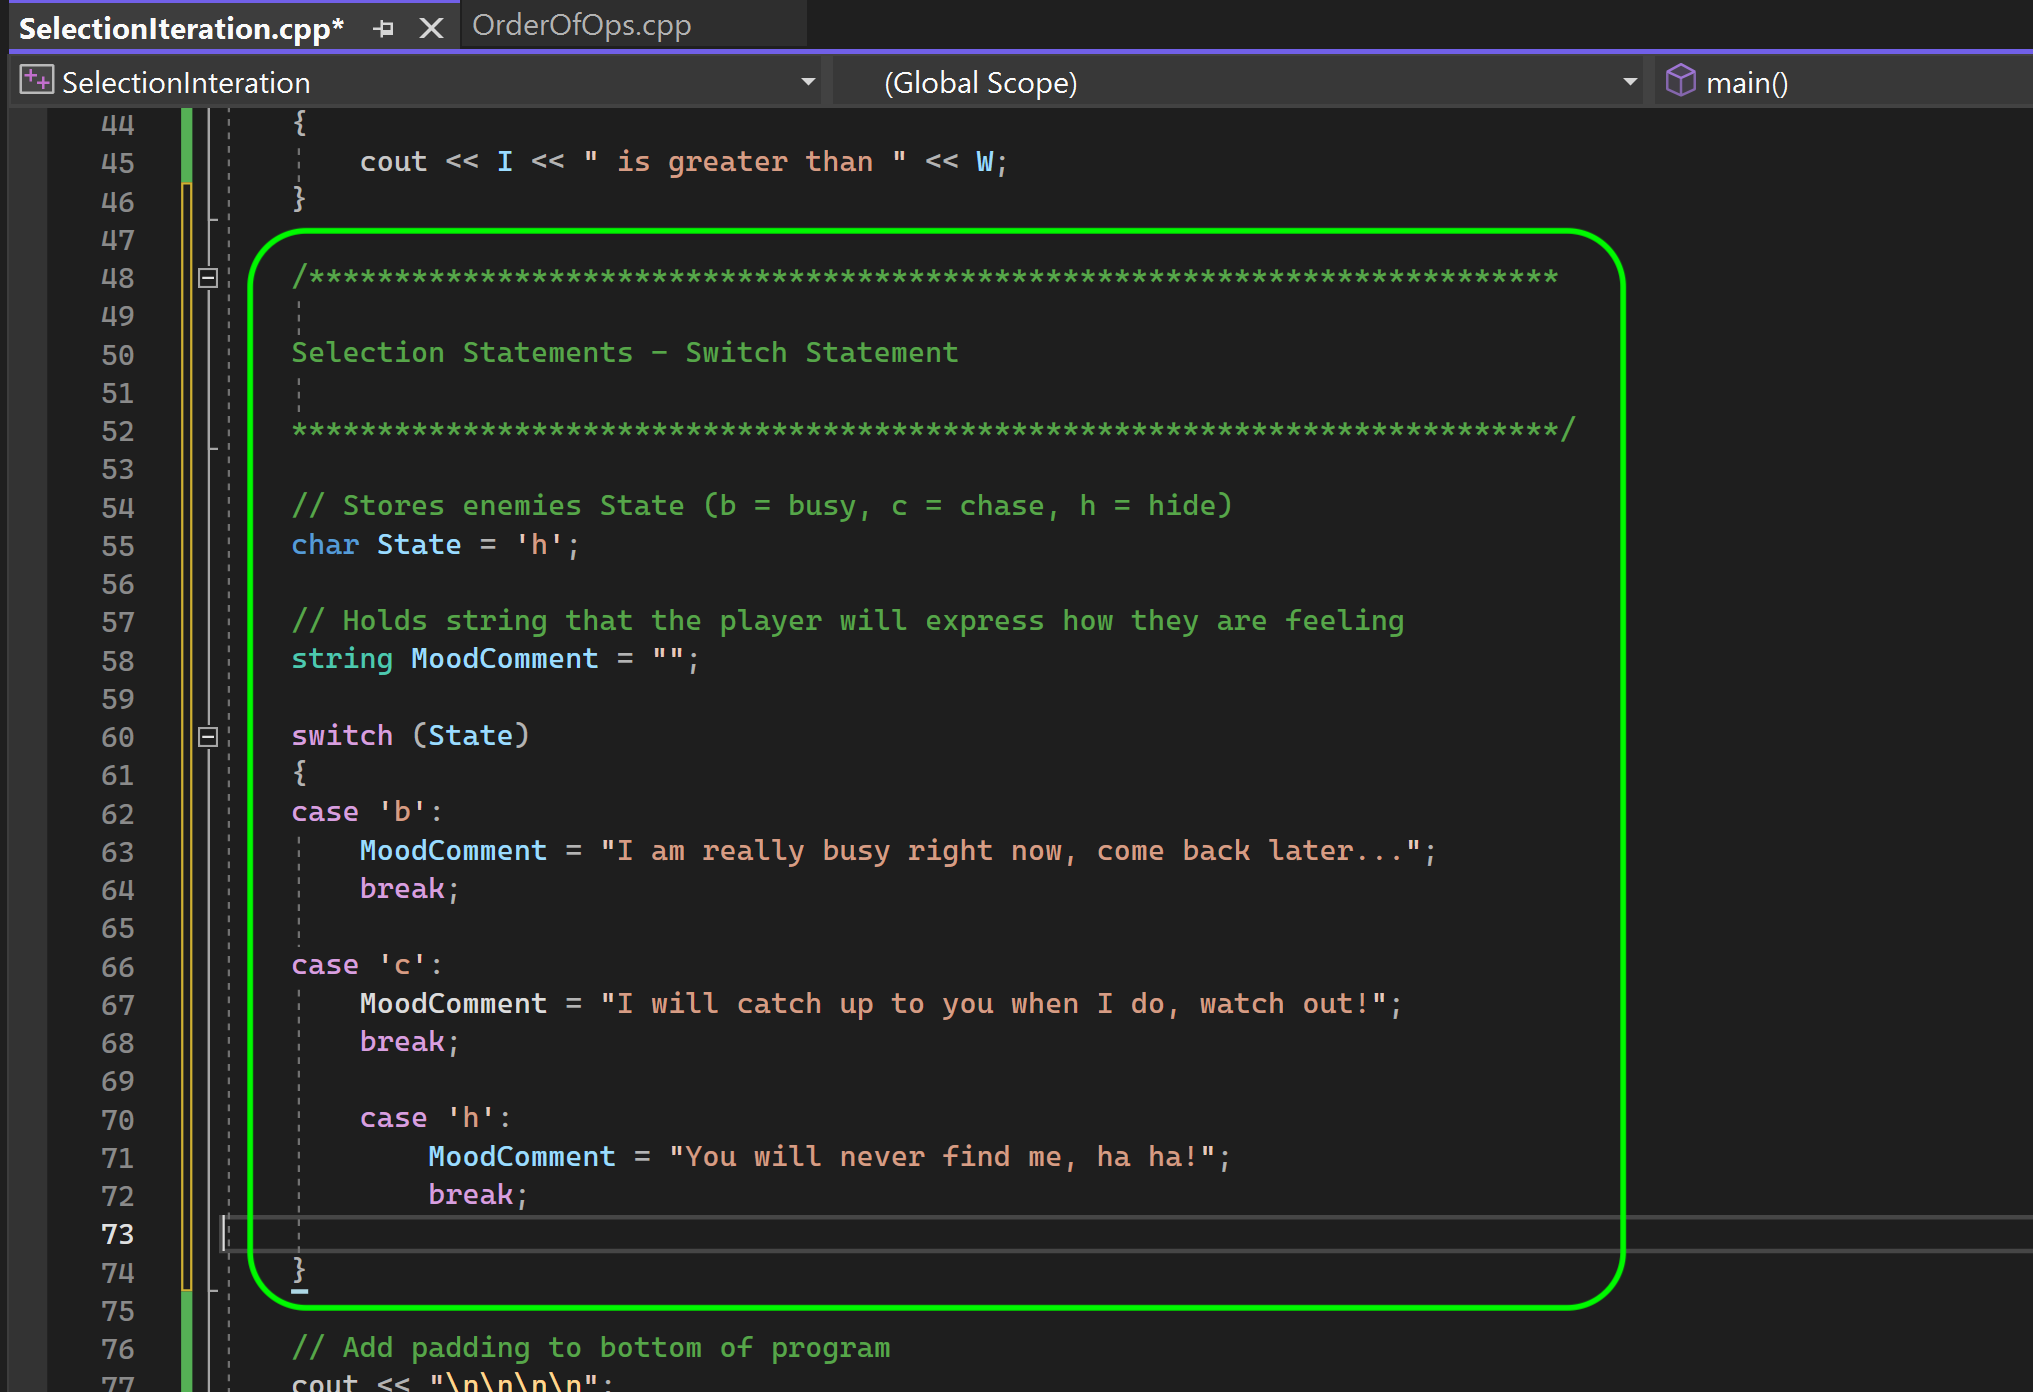 SelectionIteration.cpp* OrderOfOps.cpp
SelectionInteration (Global Scope) main()
44 {
45 cout << I << " is greater than " << W;
46 }
47
48 /*************************************************************************
49
50 Selection Statements - Switch Statement
51
52 **************************************************************************/
53
54 // Stores enemies State (b = busy, c = chase, h = hide)
55 char State = 'h';
56
57 // Holds string that the player will express how they are feeling
58 string MoodComment = "";
59
60 switch (State)
61 {
62 case 'b':
63 MoodComment = "I am really busy right now, come back later...";
64 break;
65
66 case 'c':
67 MoodComment = "I will catch up to you when I do, watch out!";
68 break;
69
70 case 'h':
71 MoodComment = "You will never find me, ha ha!";
72 break;
73
74 }
75
76 // Add padding to bottom of program
77 cout << "\n\n\n\n";